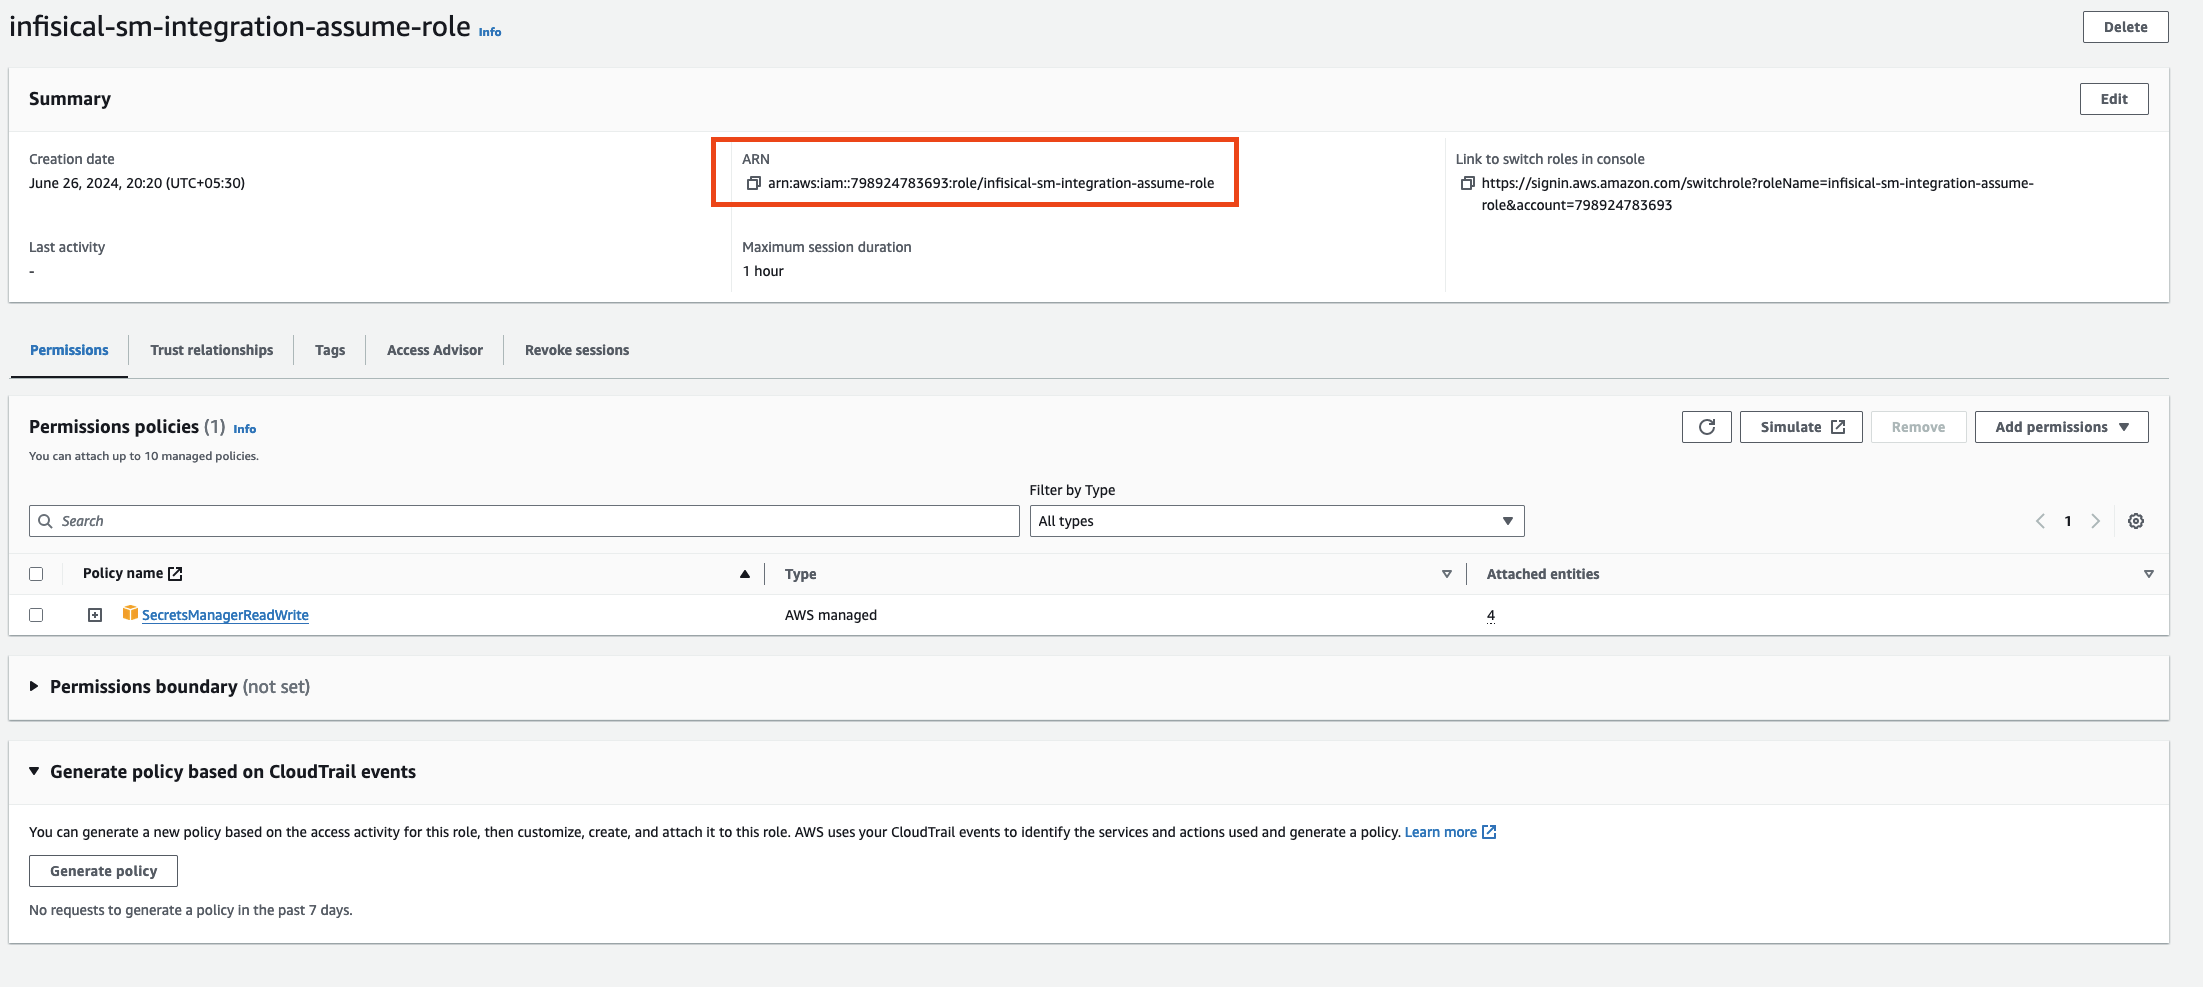 infisical-sm-integration-assume-role Info
Delete
Summary
Edit
Creation date
June 26, 2024, 20:20 (UTC+05:30)
ARN
arn:aws:iam::798924783693:role/infisical-sm-integration-assume-role
Link to switch roles in console
https://signin.aws.amazon.com/switchrole?roleName=infisical-sm-integration-assume-
role&account=798924783693
Last activity
-
Maximum session duration
1 hour
Permissions
Trust relationships
Tags
Access Advisor
Revoke sessions
Permissions policies (1) Info
You can attach up to 10 managed policies.
Simulate
Remove
Add permissions
Filter by Type
Search
All types
1
Policy name
Type
Attached entities
SecretsManagerReadWrite
AWS managed
4
Permissions boundary (not set)
Generate policy based on CloudTrail events
You can generate a new policy based on the access activity for this role, then customize, create, and attach it to this role. AWS uses your CloudTrail events to identify the services and actions used and generate a policy. Learn more
Generate policy
No requests to generate a policy in the past 7 days.